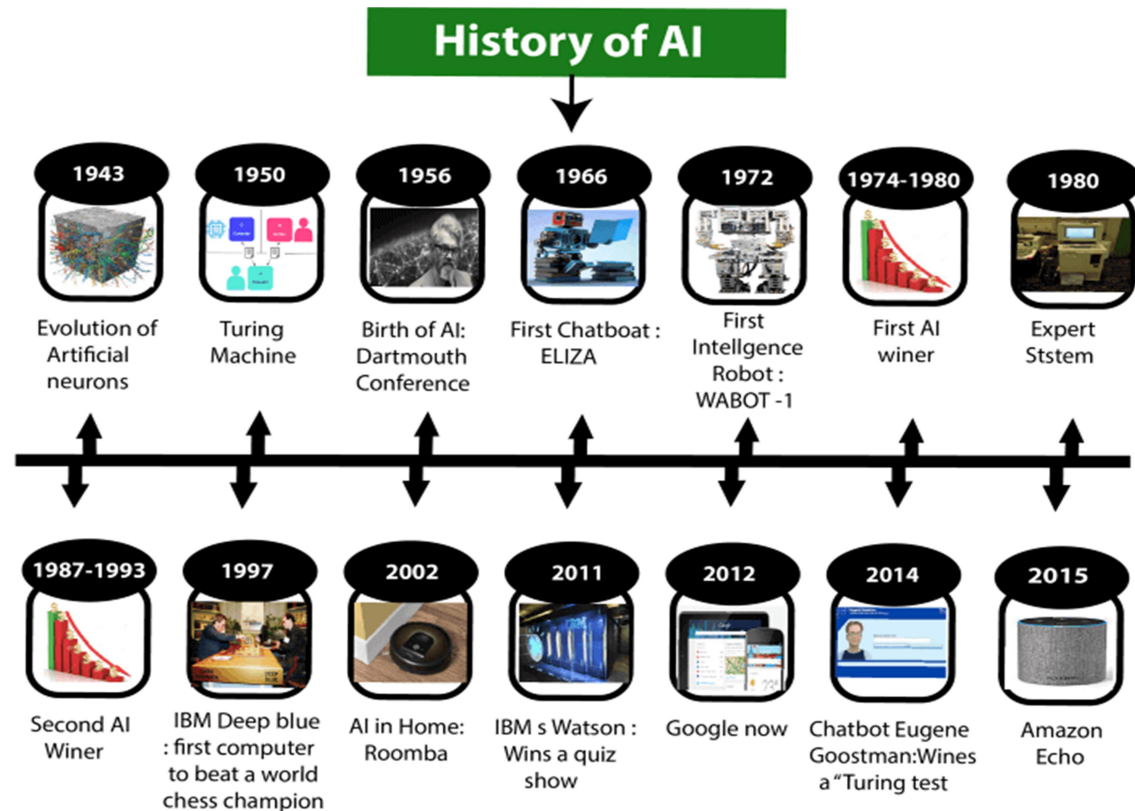 History of AI
1943
1950
1956
1966
1972
1974-1980
1980
Evolution of
Artificial
neurons
Turing
Machine
Birth of AI:
Dartmouth
Conference
First Chatboat :
ELIZA
First
Intellgence
Robot :
WABOT -1
First AI
winer
Expert
Ststem
1987-1993
1997
2002
2011
2012
2014
2015
DEEP
BLUE
Second AI
Winer
IBM Deep blue
: first computer
to beat a world
chess champion
AI in Home:
Roomba
IBM s Watson :
Wins a quiz
show
Google now
Chatbot Eugene
Goostman:Wines
a “Turing test
Amazon
Echo